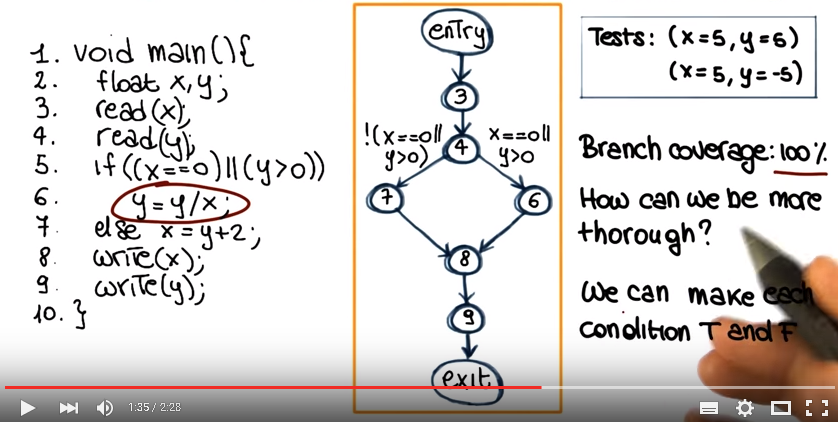 1. void main(){
2. float x,y;
3. read(x);
4. read(y);
5. if((x==0)||(y>0))
6. y=y/x;
7. else x=y+2;
8. write(x);
9. write(y);
10. }
entry
3
!(x==0||
y>0)
4
x==0||
y>0
7
6
8
9
exit
Tests: (x=5, y=6)
(x=5, y=-5)
Branch coverage: 100%
How can we be more
thorough?
We can make each
condition T and F
1:35 / 2:28